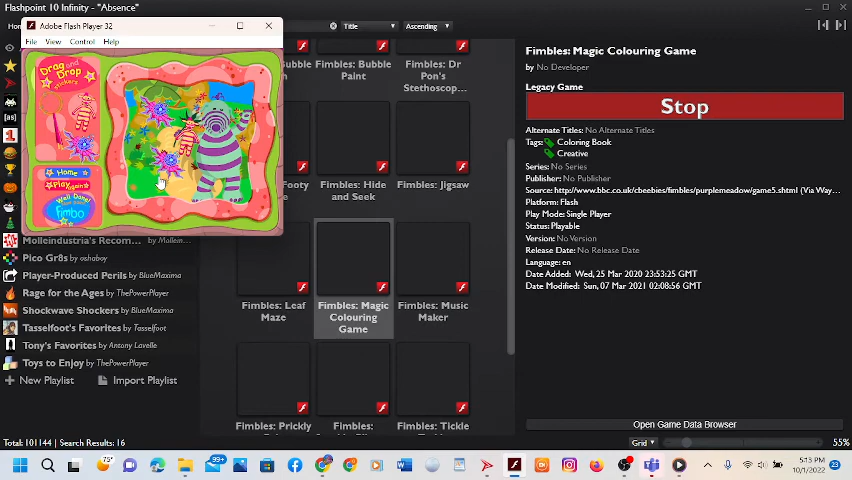 Flashpoint 10 Infinity - "Absence"
Adobe Flash Player 32
File View Control Help
Drag and Drop stickers
Home
Play again
Well Done!
Fimbo
Title
Ascending
Fimbles: Bubble Paint
Dr Pon's Stethoscop...
Fimbles: Hide and Seek
Fimbles: Jigsaw
Fimbles: Leaf Maze
Fimbles: Magic Colouring Game
Fimbles: Music Maker
Fimbles: Prickly
Fimbles:
Fimbles: Tickle
Molleindustria's Recom... by Mollein...
Pico Gr8s by oshaboy
Player-Produced Perils by BlueMaxima
Rage for the Ages by ThePowerPlayer
Shockwave Shockers by BlueMaxima
Tasselfoot's Favorites by Tasselfoot
Tony's Favorites by Antony Lavelle
Toys to Enjoy by ThePowerPlayer
New Playlist Import Playlist
Fimbles: Magic Colouring Game
by No Developer
Legacy Game
Stop
Alternate Titles: No Alternate Titles
Tags: Coloring Book
Creative
Series: No Series
Publisher: No Publisher
Source: http://www.bbc.co.uk/cbeebies/fimbles/purplemeadow/game5.shtml (Via Way...
Platform: Flash
Play Mode: Single Player
Status: Playable
Version: No Version
Release Date: No Release Date
Language: en
Date Added: Wed, 25 Mar 2020 23:53:25 GMT
Date Modified: Sun, 07 Mar 2021 02:08:56 GMT
Open Game Data Browser
Total: 101144 | Search Results: 16
Grid
55%
75°
99+
5:13 PM
10/1/2022
23